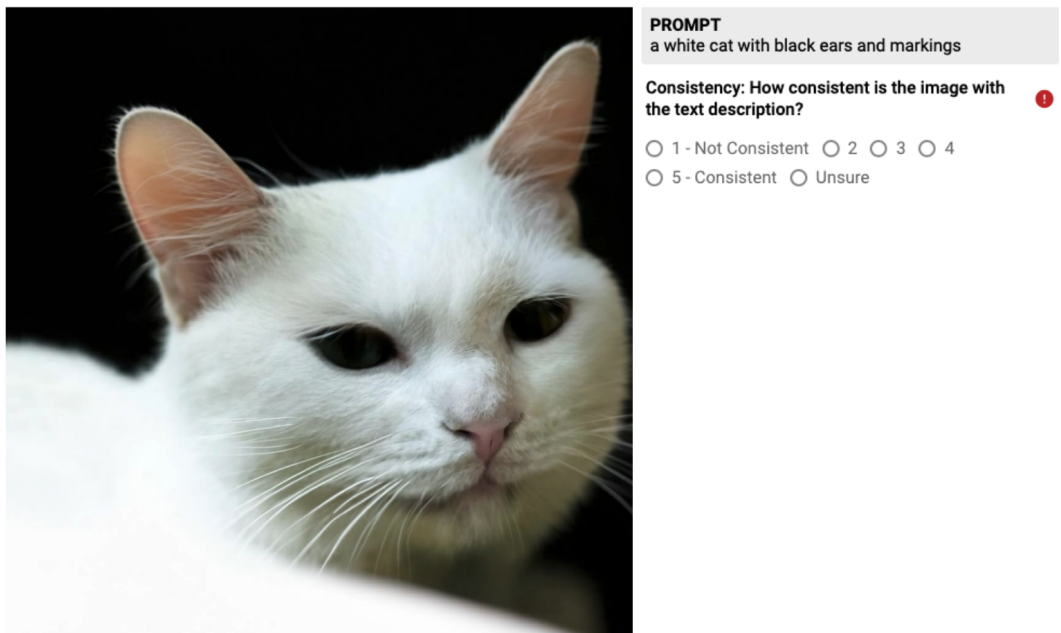 PROMPT
a white cat with black ears and markings
Consistency: How consistent is the image with
the text description?
!
1 - Not Consistent 2 3 4
5 - Consistent Unsure